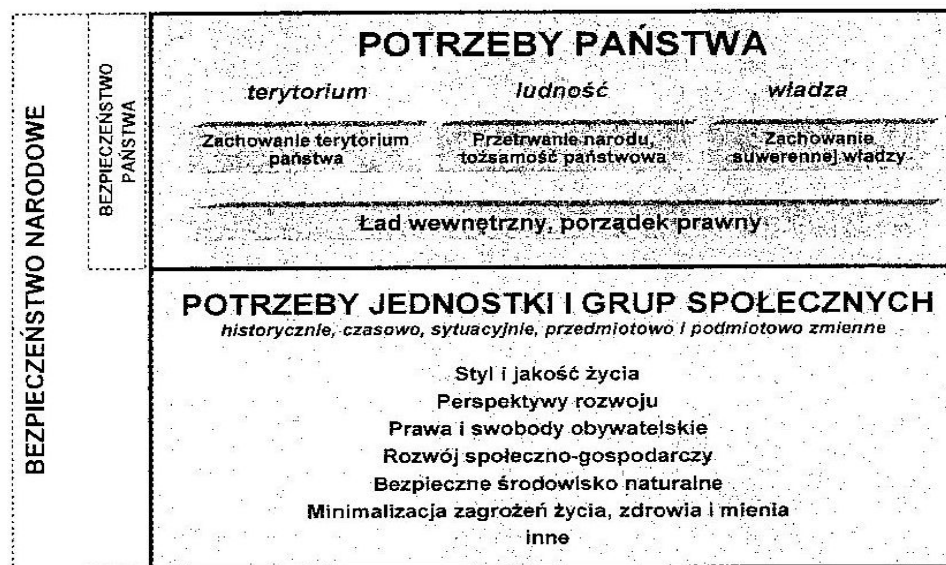 BEZPIECZEŃSTWO NARODOWE
BEZPIECZEŃSTWO
PAŃSTWA
POTRZEBY PAŃSTWA
terytorium ludność władza
Zachowanie terytorium
państwa
Przetrwanie narodu,
tożsamość państwowa
Zachowanie
suwerennej władzy
Ład wewnętrzny, porządek prawny
POTRZEBY JEDNOSTKI I GRUP SPOŁECZNYCH
historycznie, czasowo, sytuacyjnie, przedmiotowo i podmiotowo zmienne
Styl i jakość życia
Perspektywy rozwoju
Prawa i swobody obywatelskie
Rozwój społeczno-gospodarczy
Bezpieczne środowisko naturalne
Minimalizacja zagrożeń życia, zdrowia i mienia
inne